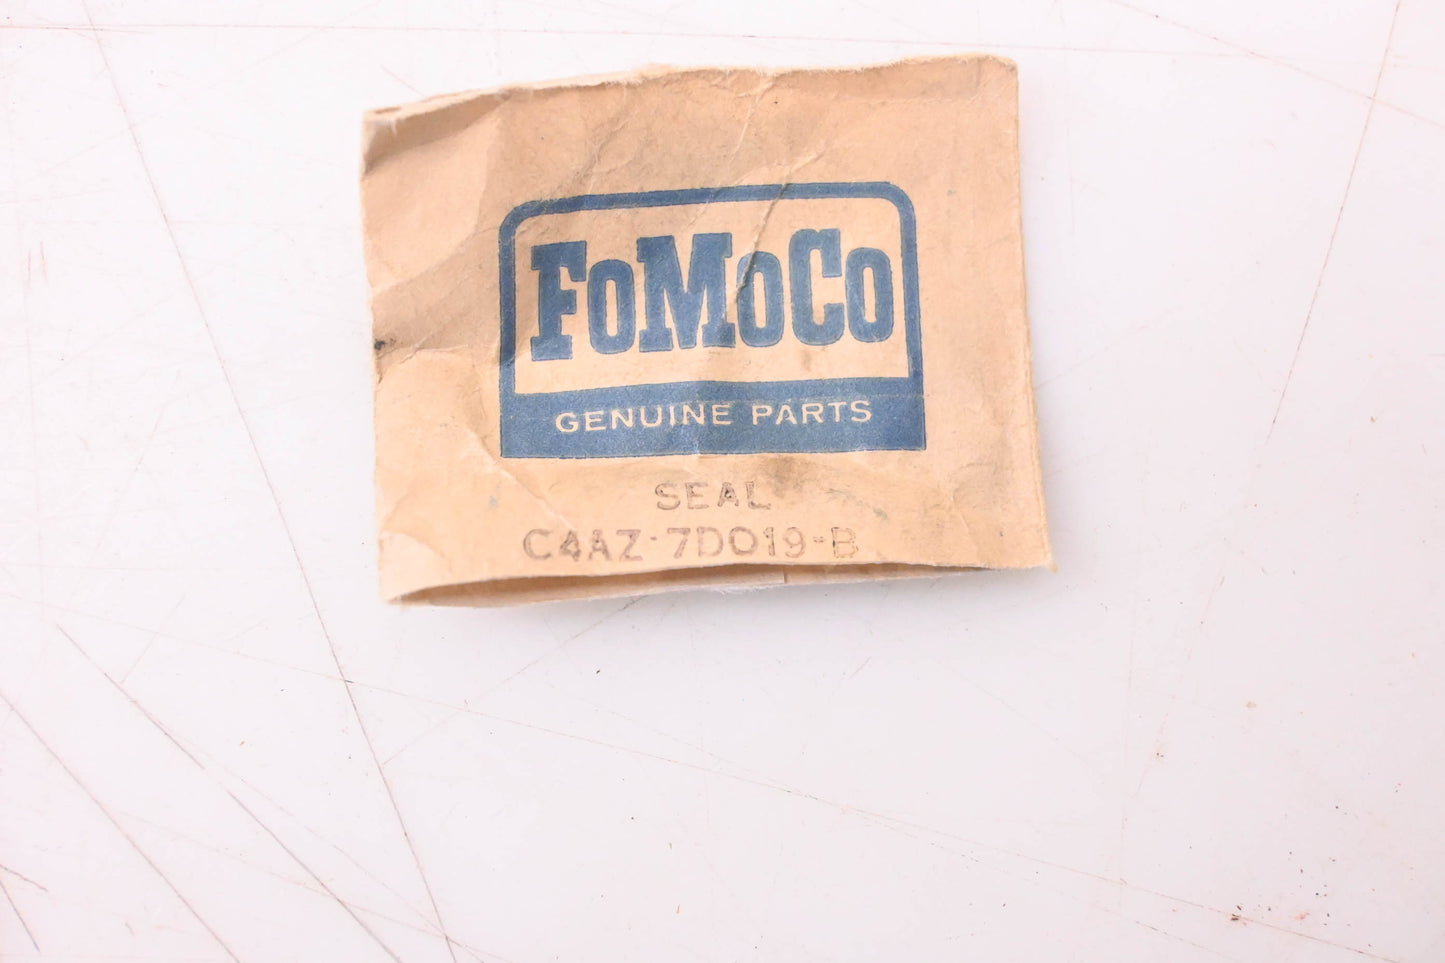 FoMoCo
GENUINE PARTS
SEAL
C4AZ-7D019-B